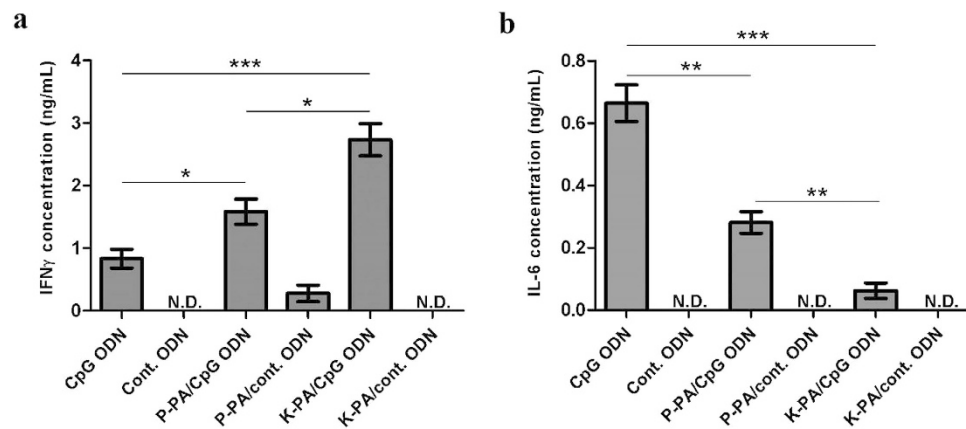 a
IFNγ concentration (ng/mL)
4
3
2
1
0
***
*
*
N.D.
N.D.
CpG ODN
Cont. ODN
P-PA/CpG ODN
P-PA/cont. ODN
K-PA/CpG ODN
K-PA/cont. ODN
b
IL-6 concentration (ng/mL)
0.8
0.6
0.4
0.2
0.0
***
**
**
N.D.
N.D.
N.D.
CpG ODN
Cont. ODN
P-PA/CpG ODN
P-PA/cont. ODN
K-PA/CpG ODN
K-PA/cont. ODN